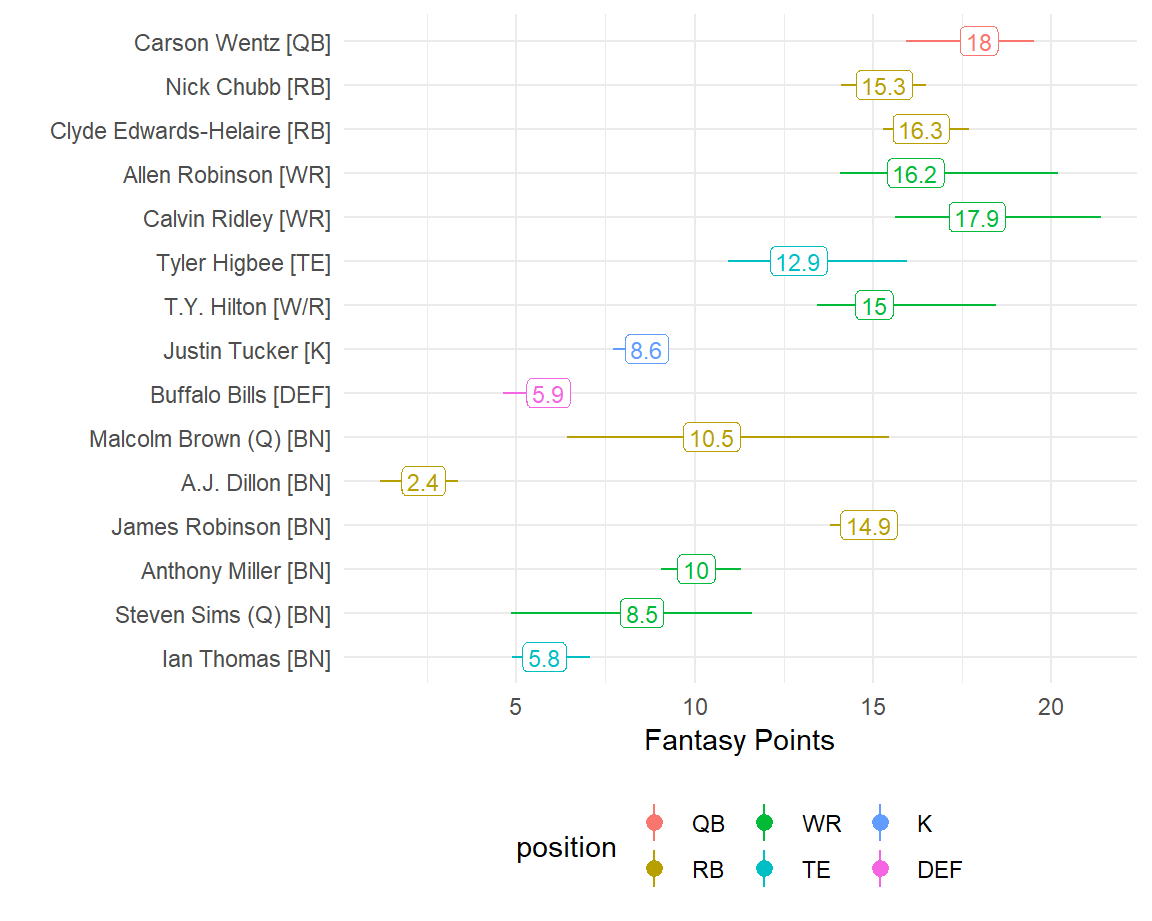 Carson Wentz [QB] 18
Nick Chubb [RB] 15.3
Clyde Edwards-Helaire [RB] 16.3
Allen Robinson [WR] 16.2
Calvin Ridley [WR] 17.9
Tyler Higbee [TE] 12.9
T.Y. Hilton [W/R] 15
Justin Tucker [K] 8.6
Buffalo Bills [DEF] 5.9
Malcolm Brown (Q) [BN] 10.5
A.J. Dillon [BN] 2.4
James Robinson [BN] 14.9
Anthony Miller [BN] 10
Steven Sims (Q) [BN] 8.5
Ian Thomas [BN] 5.8
5 10 15 20
Fantasy Points
position
QB WR K
RB TE DEF